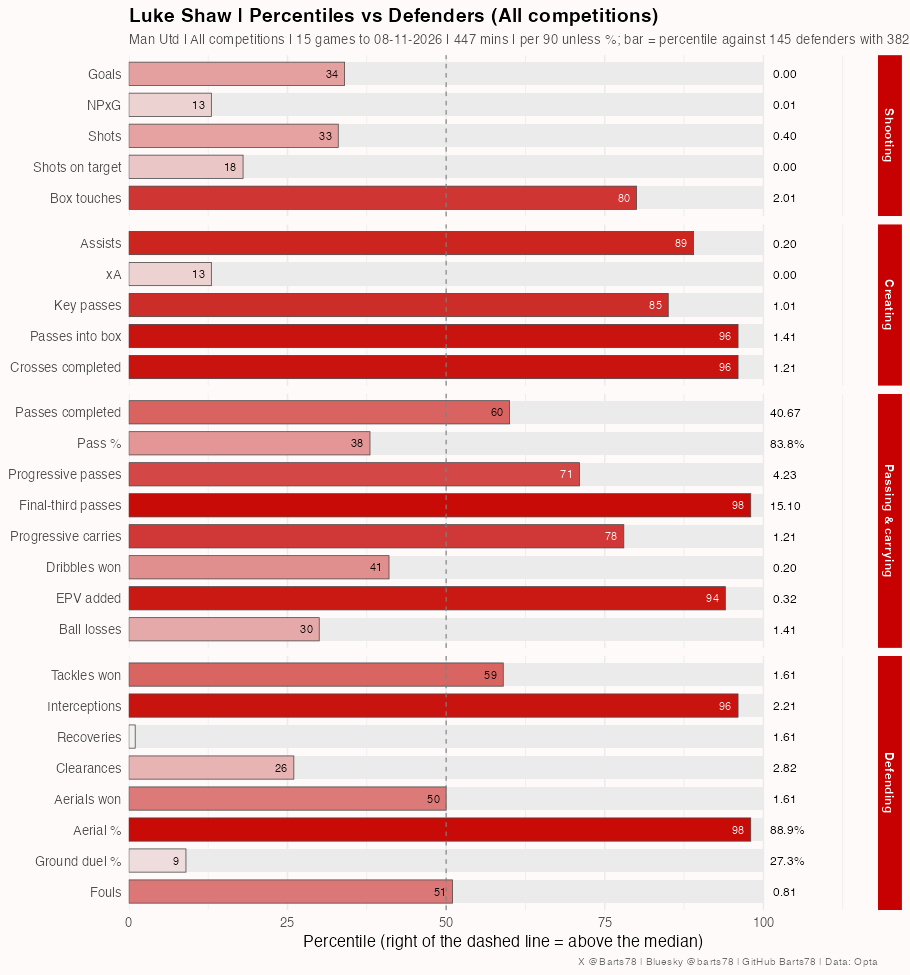 Luke Shaw | Percentiles vs Defenders (All competitions)
Man Utd | All competitions | 15 games to 08-11-2026 | 447 mins | per 90 unless %; bar = percentile against 145 defenders with 382
Shooting
Goals 34 0.00
NPxG 13 0.01
Shots 33 0.40
Shots on target 18 0.00
Box touches 80 2.01
Creating
Assists 89 0.20
xA 13 0.00
Key passes 85 1.01
Passes into box 96 1.41
Crosses completed 96 1.21
Passing & carrying
Passes completed 60 40.67
Pass % 38 83.8%
Progressive passes 71 4.23
Final-third passes 98 15.10
Progressive carries 78 1.21
Dribbles won 41 0.20
EPV added 94 0.32
Ball losses 30 1.41
Defending
Tackles won 59 1.61
Interceptions 96 2.21
Recoveries 1.61
Clearances 26 2.82
Aerials won 50 1.61
Aerial % 98 88.9%
Ground duel % 9 27.3%
Fouls 51 0.81
0 25 50 75 100
Percentile (right of the dashed line = above the median)
X @Barts78 | Bluesky @barts78 | GitHub Barts78 | Data: Opta